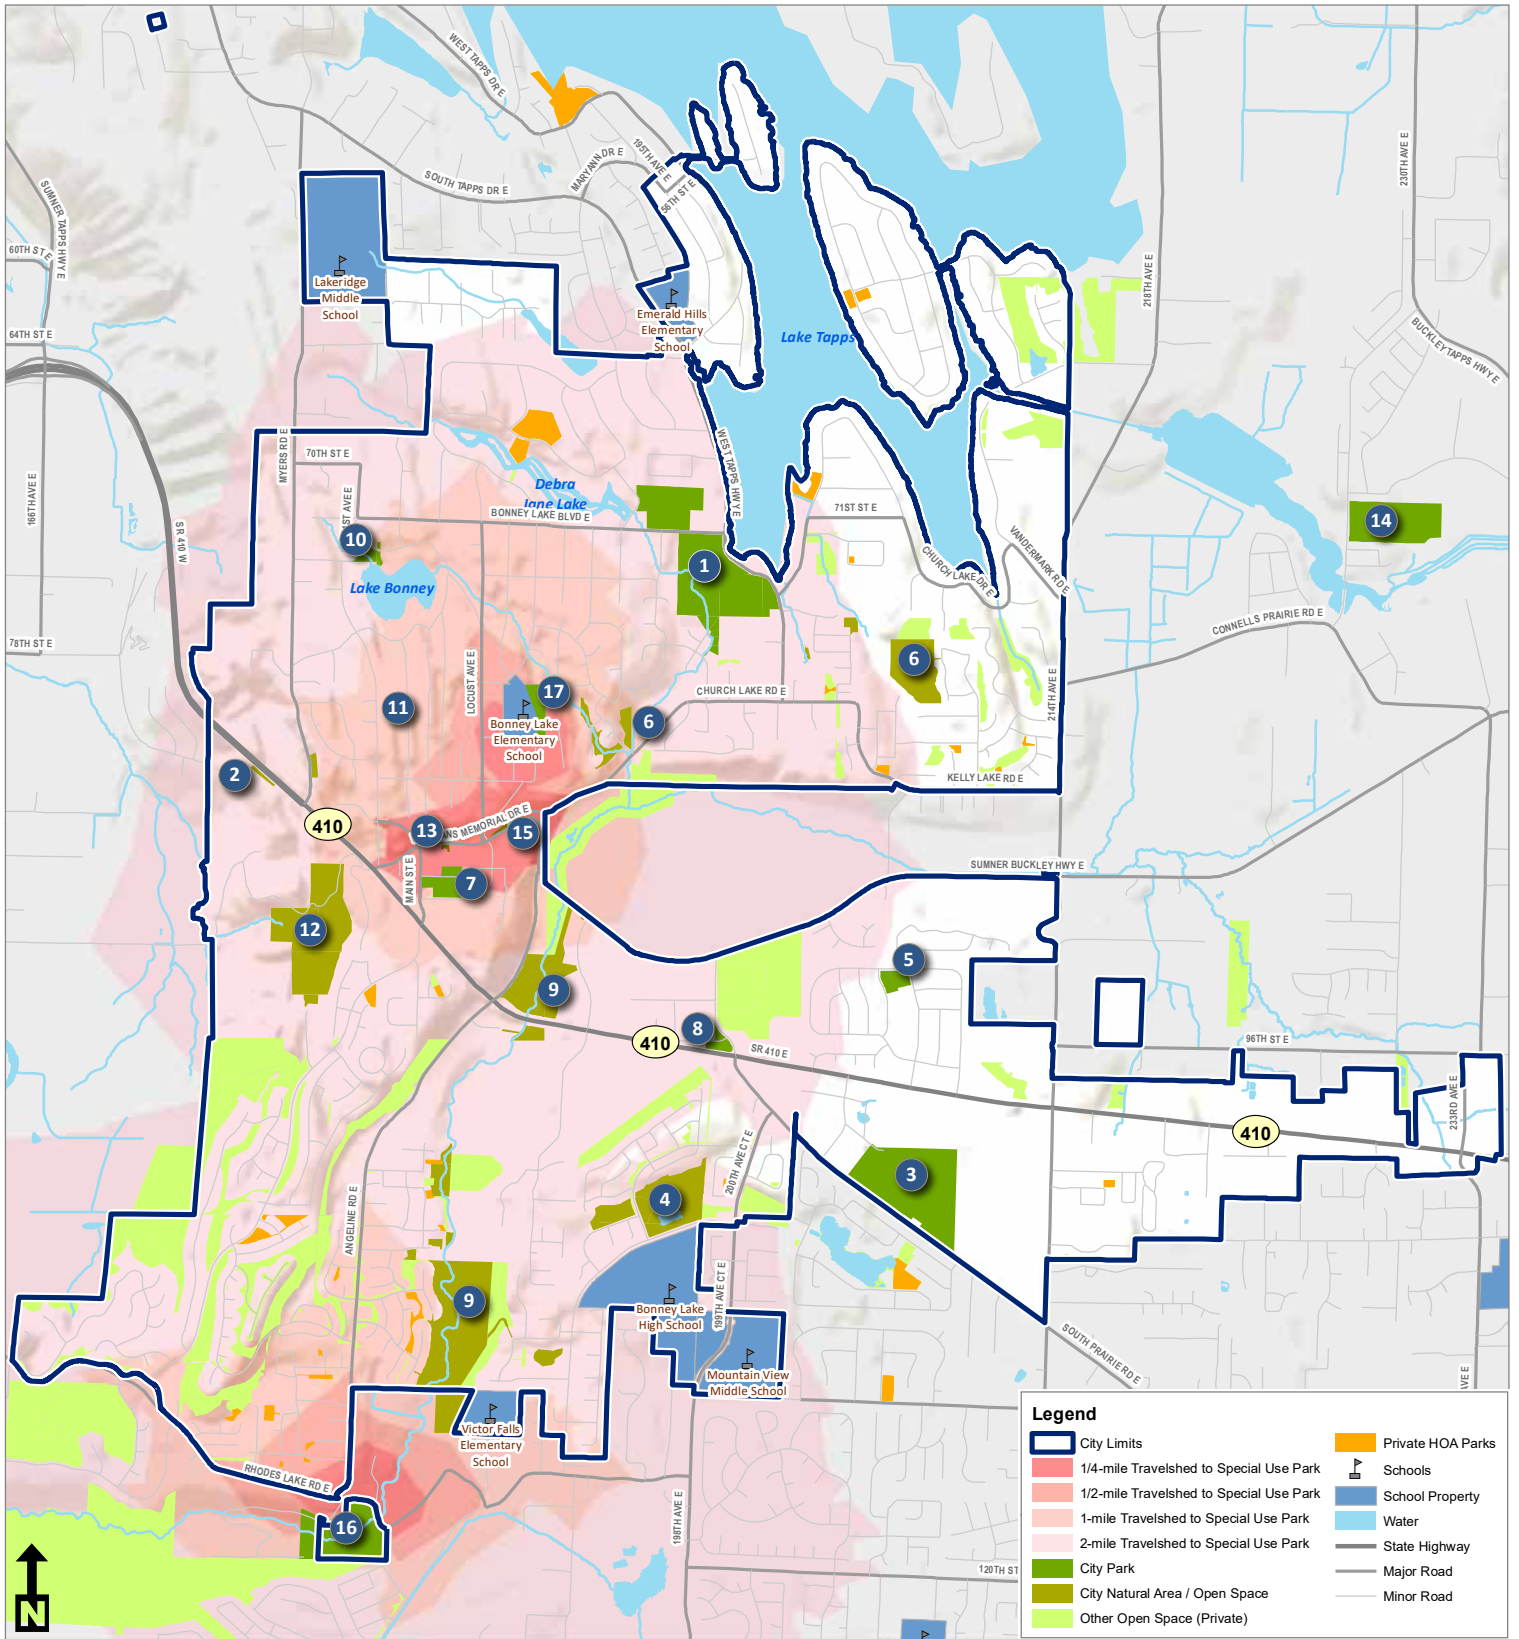 WEST TAPPS DR E
SUMNER TAPPS HWY E
60TH ST E
64TH ST E
166TH AVE E
78TH ST E
SR 410 W
SOUTH TAPPS DR E
MARYANN DR E
195TH AVE E
56TH ST E
230TH AVE E
218TH AVE E
BUCKLEY TAPPS HWY E
Lakeridge
Middle
School
Emerald Hills
Elementary
School
Lake Tapps
MYERS RD E
70TH ST E
Debra
Jane Lake
BONNEY LAKE BLVD E
WEST TAPPS HWY E
71ST ST E
CHURCH LAKE DR E
VANDERMARK RD E
14
10
1
Lake Bonney
CONNELLS PRAIRIE RD E
6
LOCUST AVE E
214TH AVE E
CHURCH LAKE RD E
17
11
6
Bonney Lake
Elementary
School
2
KELLY LAKE RD E
410
13
NS MEMORIAL DR E
15
MAIN ST E
7
SUMNER BUCKLEY HWY E
12
5
9
8
410
SR 410 E
96TH ST E
233RD AVE E
410
200TH AVE CT E
3
4
ANGELINE RD E
9
199TH AVE CT E
Bonney Lake
High School
Mountain View
Middle School
SOUTH PRAIRIE RD E
AVE E
Victor Falls
Elementary
School
RHODES LAKE RD E
16
198TH AVE E
120TH ST
N
Legend
City Limits
1/4-mile Travelshed to Special Use Park
1/2-mile Travelshed to Special Use Park
1-mile Travelshed to Special Use Park
2-mile Travelshed to Special Use Park
City Park
City Natural Area / Open Space
Other Open Space (Private)
Private HOA Parks
Schools
School Property
Water
State Highway
Major Road
Minor Road